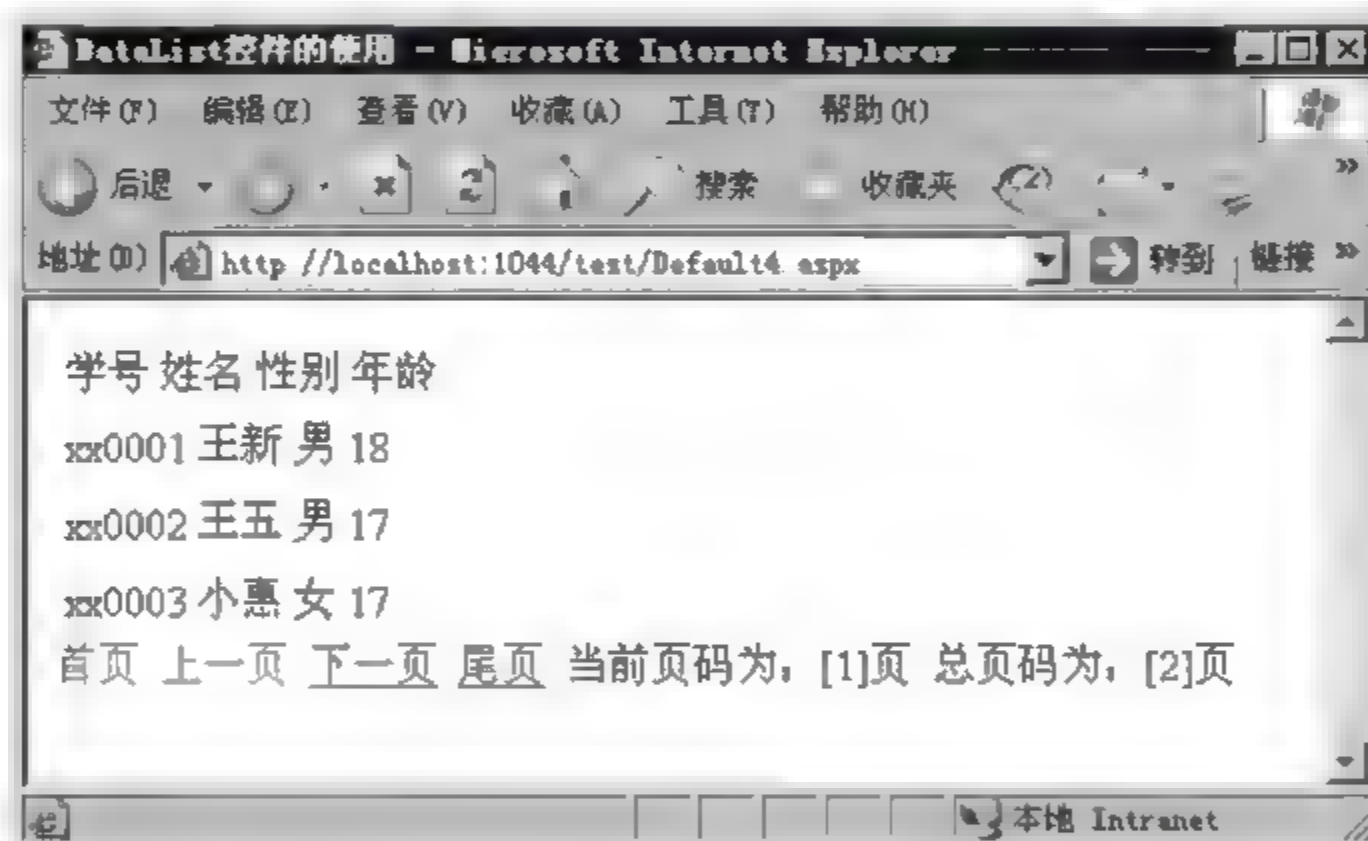 DataList控件的使用 - Microsoft Internet Explorer
文件(F) 编辑(E) 查看(V) 收藏(A) 工具(T) 帮助(H)
后退 搜索 收藏夹 »
地址(D) http //localhost:1044/test/Default4 aspx 转到 链接 »
学号 姓名 性别 年龄
xx0001 王新 男 18
xx0002 王五 男 17
xx0003 小惠 女 17
首页 上一页 下一页 尾页 当前页码为，[1]页 总页码为，[2]页
本地 Intranet